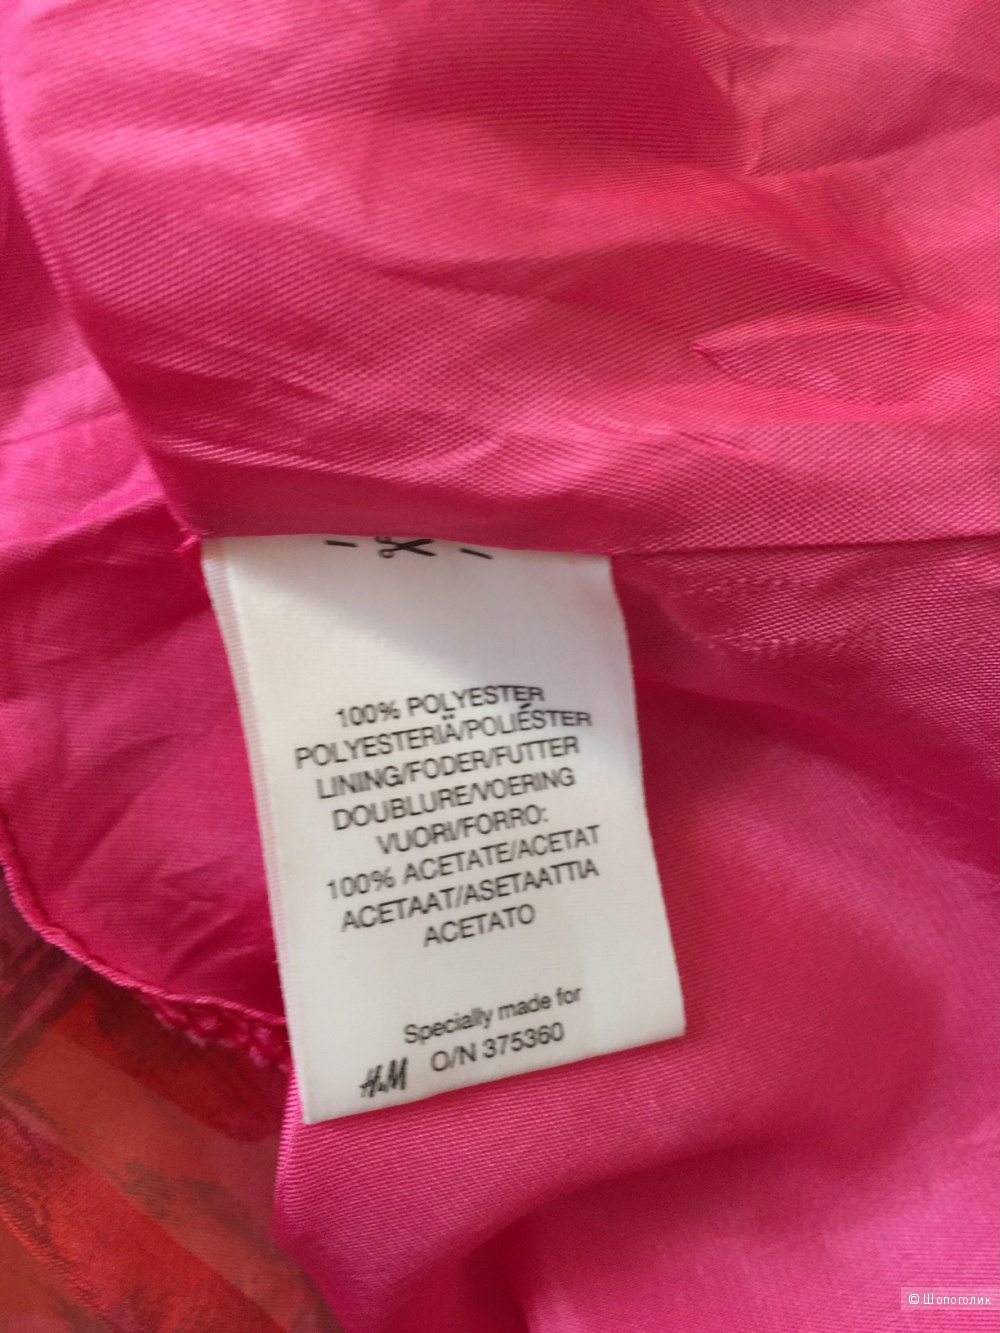 100% POLYESTER
POLYESTERIÄ/POLIÉSTER
LINING/FODER/FUTTER
DOUBLURE/VOERING
VUORI/FORRO:
100% ACETATE/ACETAT
ACETAAT/ASETAATTIA
ACETATO
Specially made for
H&M O/N 375360
© Шопоголик